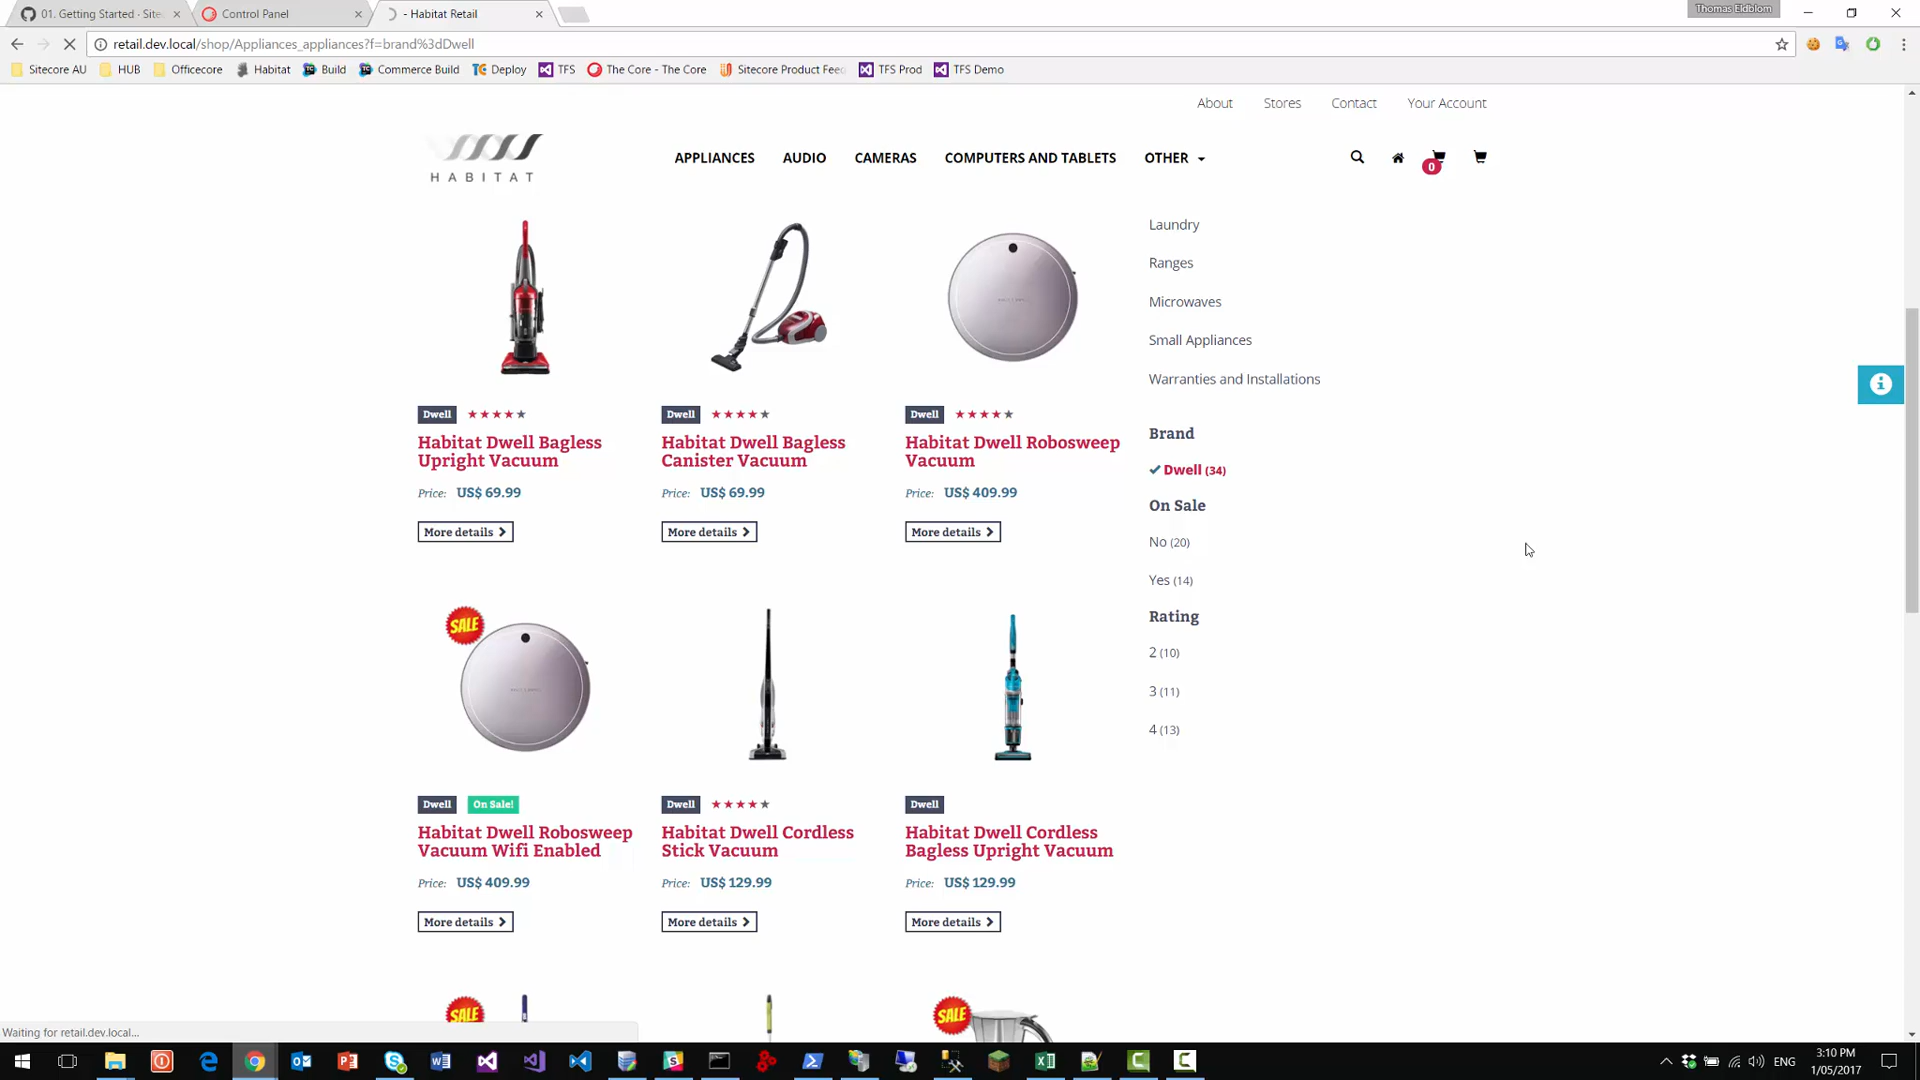 01. Getting Started · Site
Control Panel
- Habitat Retail
Thomas Eldblom
retail.dev.local/shop/Appliances_appliances?f=brand%3dDwell
Sitecore AU
HUB
Officecore
Habitat
Build
Commerce Build
Deploy
TFS
The Core - The Core
Sitecore Product Feed
TFS Prod
TFS Demo
About
Stores
Contact
Your Account
HABITAT
APPLIANCES
AUDIO
CAMERAS
COMPUTERS AND TABLETS
OTHER
0
Laundry
Ranges
Microwaves
Small Appliances
Warranties and Installations
Brand
Dwell (34)
On Sale
No (20)
Yes (14)
Rating
2 (10)
3 (11)
4 (13)
Dwell
Habitat Dwell Bagless
Upright Vacuum
Price: US$ 69.99
More details
Dwell
Habitat Dwell Bagless
Canister Vacuum
Price: US$ 69.99
More details
Dwell
Habitat Dwell Robosweep
Vacuum
Price: US$ 409.99
More details
SALE
Dwell
On Sale!
Habitat Dwell Robosweep
Vacuum Wifi Enabled
Price: US$ 409.99
More details
Dwell
Habitat Dwell Cordless
Stick Vacuum
Price: US$ 129.99
More details
Dwell
Habitat Dwell Cordless
Bagless Upright Vacuum
Price: US$ 129.99
More details
SALE
SALE
Waiting for retail.dev.local...
ENG
3:10 PM
1/05/2017